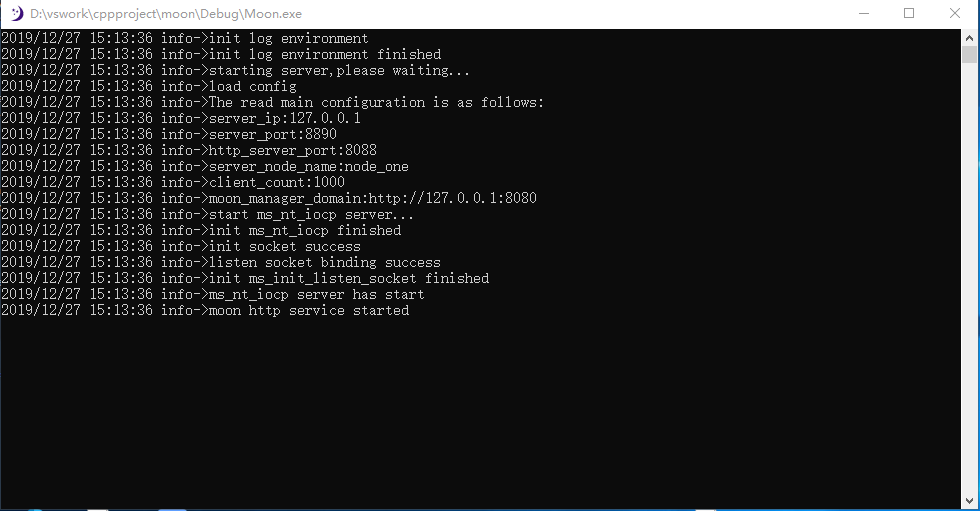 D:\vswork\cppproject\moon\Debug\Moon.exe
2019/12/27 15:13:36 info->init log environment
2019/12/27 15:13:36 info->init log environment finished
2019/12/27 15:13:36 info->starting server,please waiting...
2019/12/27 15:13:36 info->load config
2019/12/27 15:13:36 info->The read main configuration is as follows:
2019/12/27 15:13:36 info->server_ip:127.0.0.1
2019/12/27 15:13:36 info->server_port:8890
2019/12/27 15:13:36 info->http_server_port:8088
2019/12/27 15:13:36 info->server_node_name:node_one
2019/12/27 15:13:36 info->client_count:1000
2019/12/27 15:13:36 info->moon_manager_domain:http://127.0.0.1:8080
2019/12/27 15:13:36 info->start ms_nt_iocp server...
2019/12/27 15:13:36 info->init ms_nt_iocp finished
2019/12/27 15:13:36 info->init socket success
2019/12/27 15:13:36 info->listen socket binding success
2019/12/27 15:13:36 info->init ms_init_listen_socket finished
2019/12/27 15:13:36 info->ms_nt_iocp server has start
2019/12/27 15:13:36 info->moon http service started